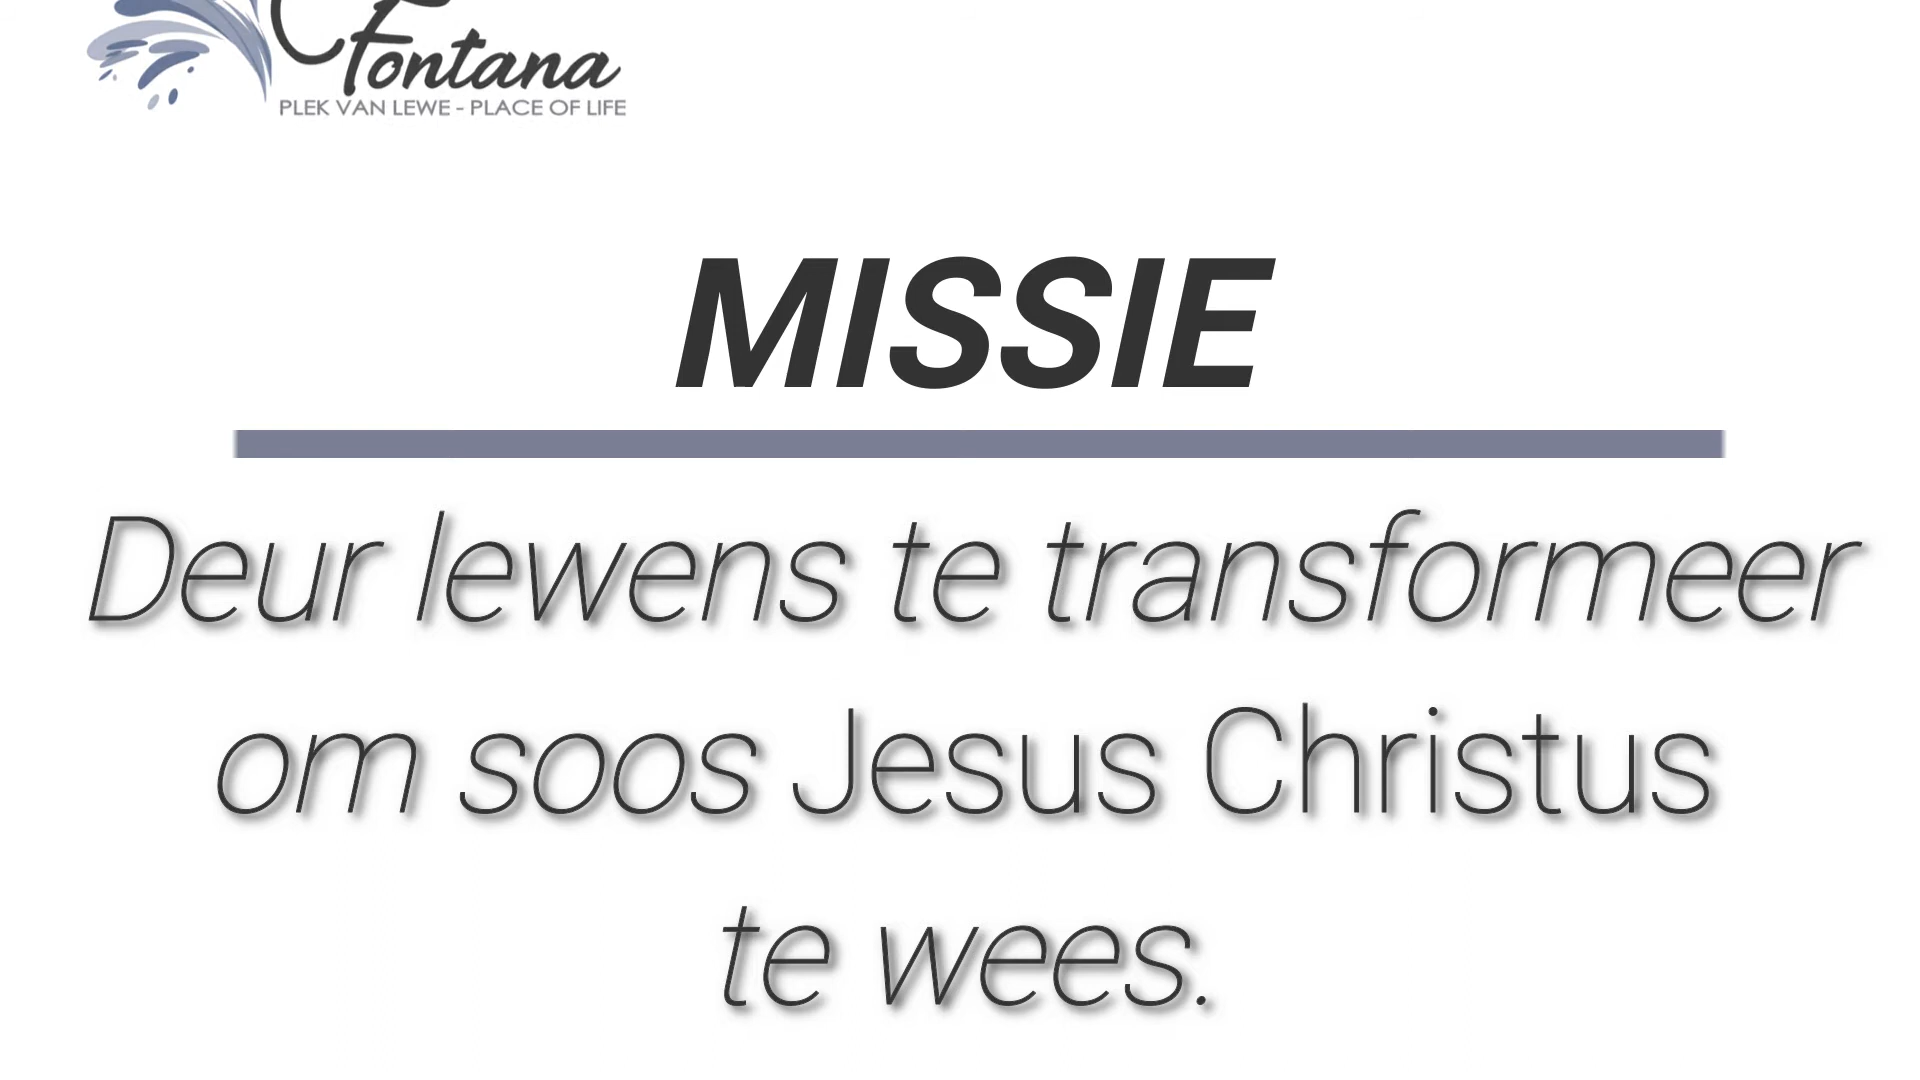 Fontana
PLEK VAN LEWE - PLACE OF LIFE
MISSIE
Deur lewens te transformeer
om soos Jesus Christus
te wees.